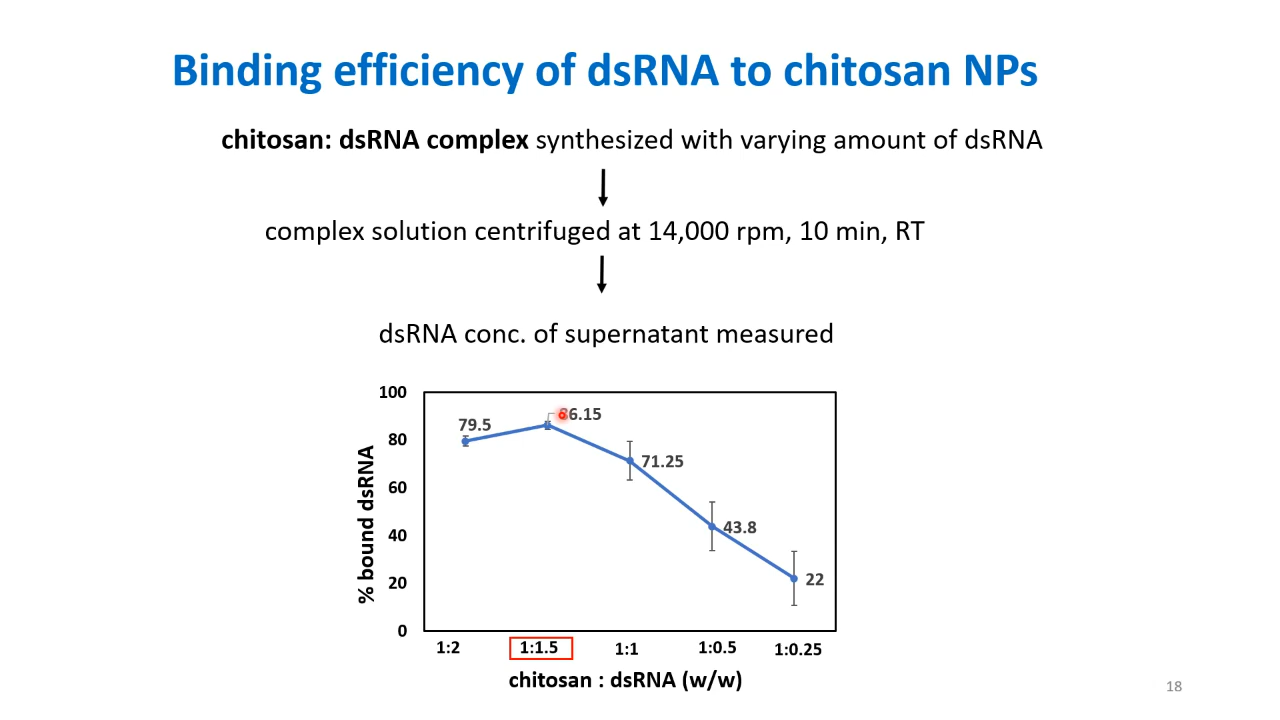 Binding efficiency of dsRNA to chitosan NPs
chitosan: dsRNA complex synthesized with varying amount of dsRNA
complex solution centrifuged at 14,000 rpm, 10 min, RT
dsRNA conc. of supernatant measured
100
80
60
40
20
0
% bound dsRNA
79.5
86.15
71.25
43.8
22
1:2
1:1.5
1:1
1:0.5
1:0.25
chitosan : dsRNA (w/w)
18